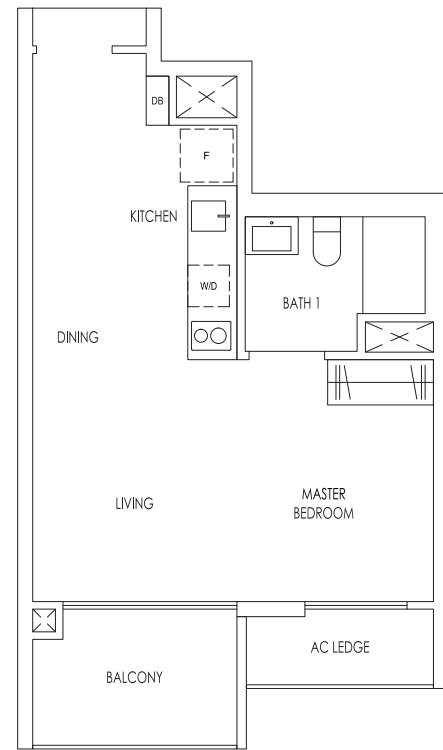 DB
F
KITCHEN
W/D
BATH 1
DINING
LIVING
MASTER
BEDROOM
AC LEDGE
BALCONY